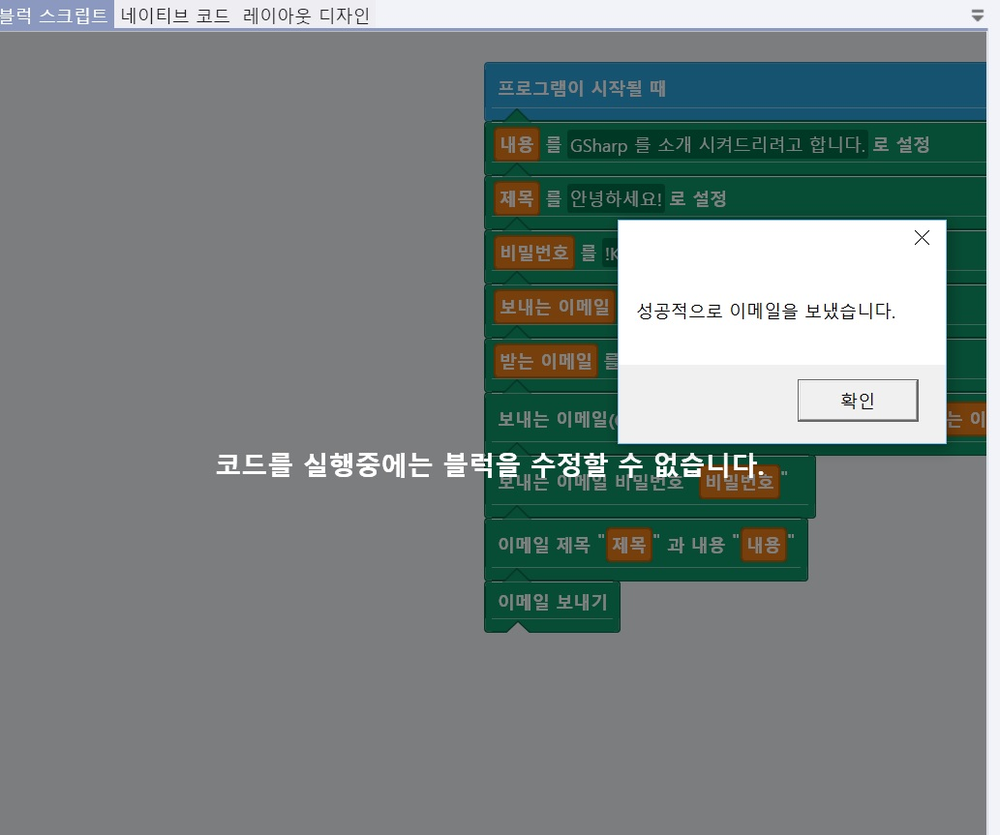 블럭 스크립트 네이티브 코드 레이아웃 디자인
프로그램이 시작될 때
내용 를 GSharp 를 소개 시켜드리려고 합니다. 로 설정
제목 를 안녕하세요! 로 설정
비밀번호 를 !K
보내는 이메일
받는 이메일 를
성공적으로 이메일을 보냈습니다.
확인
보내는 이메일( 는 이
코드를 실행중에는 블럭을 수정할 수 없습니다.
보내는 이메일 비밀번호 " 비밀번호 "
이메일 제목 " 제목 " 과 내용 " 내용 "
이메일 보내기